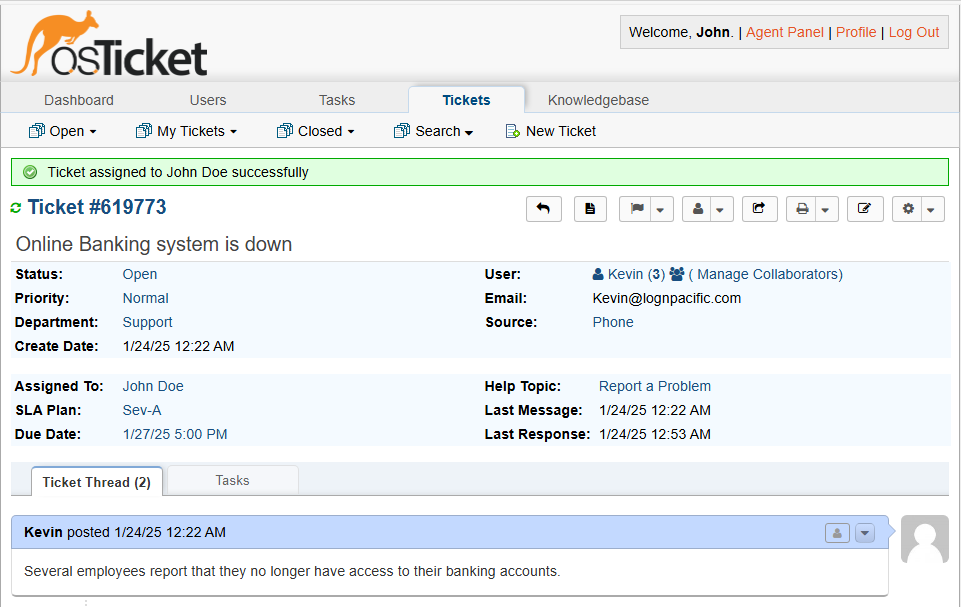 osTicket
Welcome, John. | Agent Panel | Profile | Log Out
Dashboard Users Tasks Tickets Knowledgebase
Open My Tickets Closed Search New Ticket
Ticket assigned to John Doe successfully
Ticket #619773
Online Banking system is down
Status: Open User: Kevin (3) ( Manage Collaborators)
Priority: Normal Email: Kevin@lognpacific.com
Department: Support Source: Phone
Create Date: 1/24/25 12:22 AM
Assigned To: John Doe Help Topic: Report a Problem
SLA Plan: Sev-A Last Message: 1/24/25 12:22 AM
Due Date: 1/27/25 5:00 PM Last Response: 1/24/25 12:53 AM
Ticket Thread (2) Tasks
Kevin posted 1/24/25 12:22 AM
Several employees report that they no longer have access to their banking accounts.